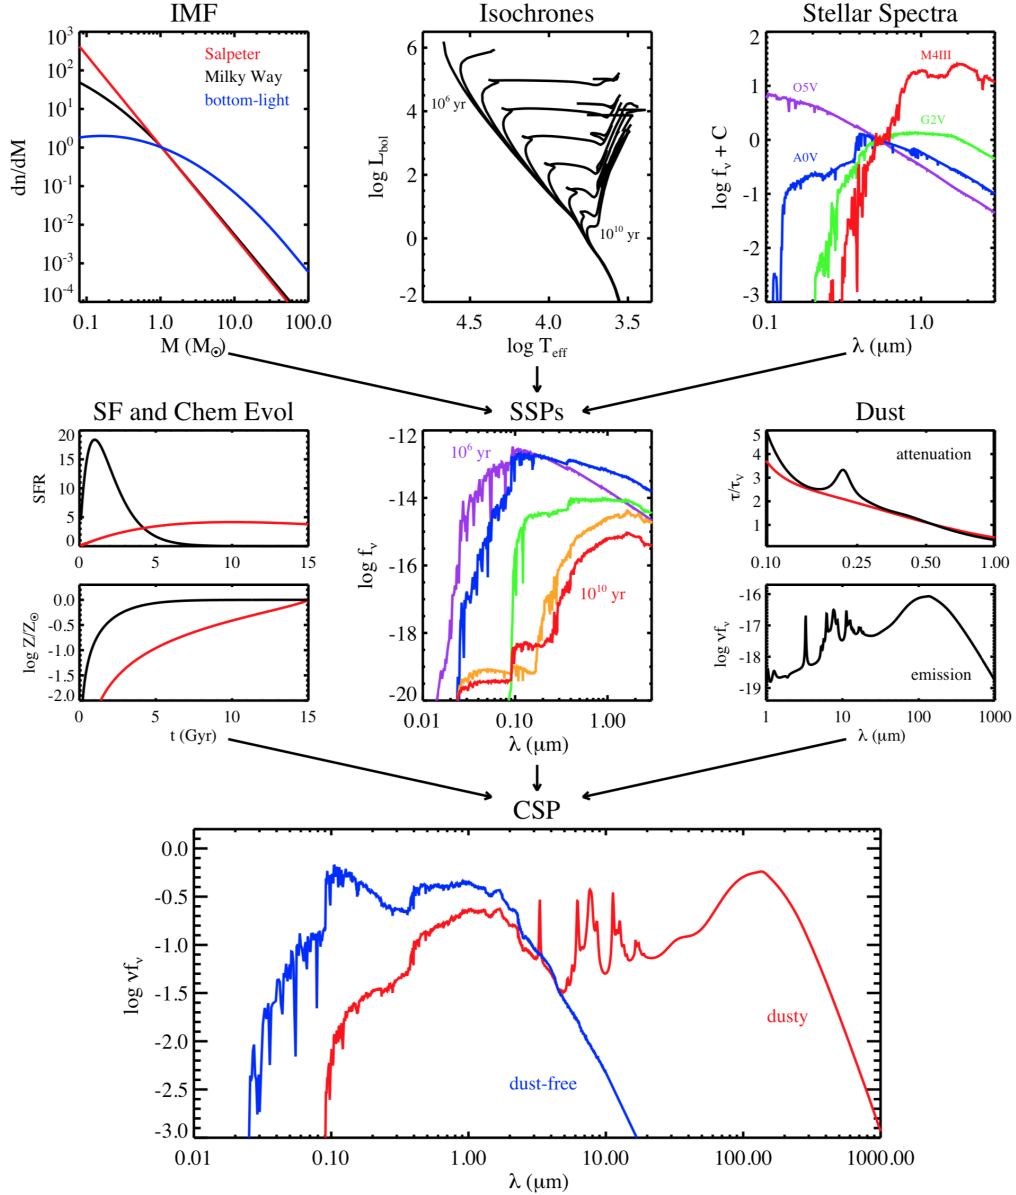 IMF
Isochrones
Stellar Spectra
10³
10²
10¹
10⁰
10⁻¹
10⁻²
10⁻³
10⁻⁴
dn/dM
Salpeter
Milky Way
bottom-light
0.1 1.0 10.0 100.0
M (M☉)
6
4
2
0
-2
log L_bol
10⁶ yr
10¹⁰ yr
4.5 4.0 3.5
log T_eff
2
1
0
-1
-2
-3
log f_ν + C
M4III
O5V
G2V
A0V
0.1 1.0
λ (μm)
SF and Chem Evol
SSPs
Dust
20
15
10
5
0
SFR
0 5 10 15
0.0
-0.5
-1.0
-1.5
-2.0
log Z/Z☉
0 5 10 15
t (Gyr)
-12
-14
-16
-18
-20
log f_ν
10⁶ yr
10¹⁰ yr
0.01 0.10 1.00
λ (μm)
5
4
3
2
1
τ/τ_v
attenuation
0.10 0.25 0.50 1.00
-16
-17
-18
-19
log νf_ν
emission
1 10 100 1000
λ (μm)
CSP
0.0
-0.5
-1.0
-1.5
-2.0
-2.5
-3.0
log νf_ν
dusty
dust-free
0.01 0.10 1.00 10.00 100.00 1000.00
λ (μm)